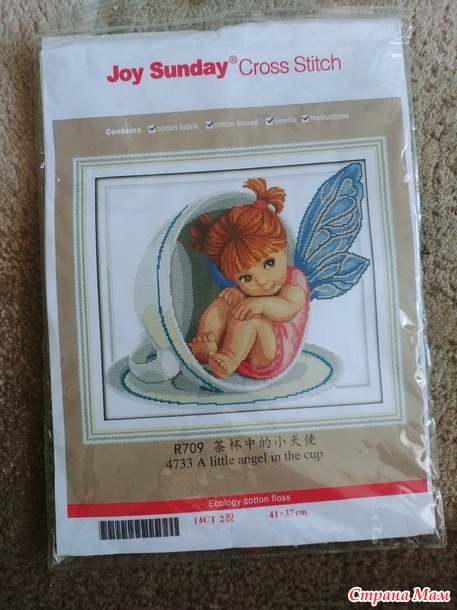 Joy Sunday® Cross Stitch
Contains ☑cotton fabric ☑cotton thread ☑needle ☑instructions
R709 茶杯中的小天使
4733 A little angel in the cup
Ecology cotton floss
14CT 2股 41×37cm
Страна Мам